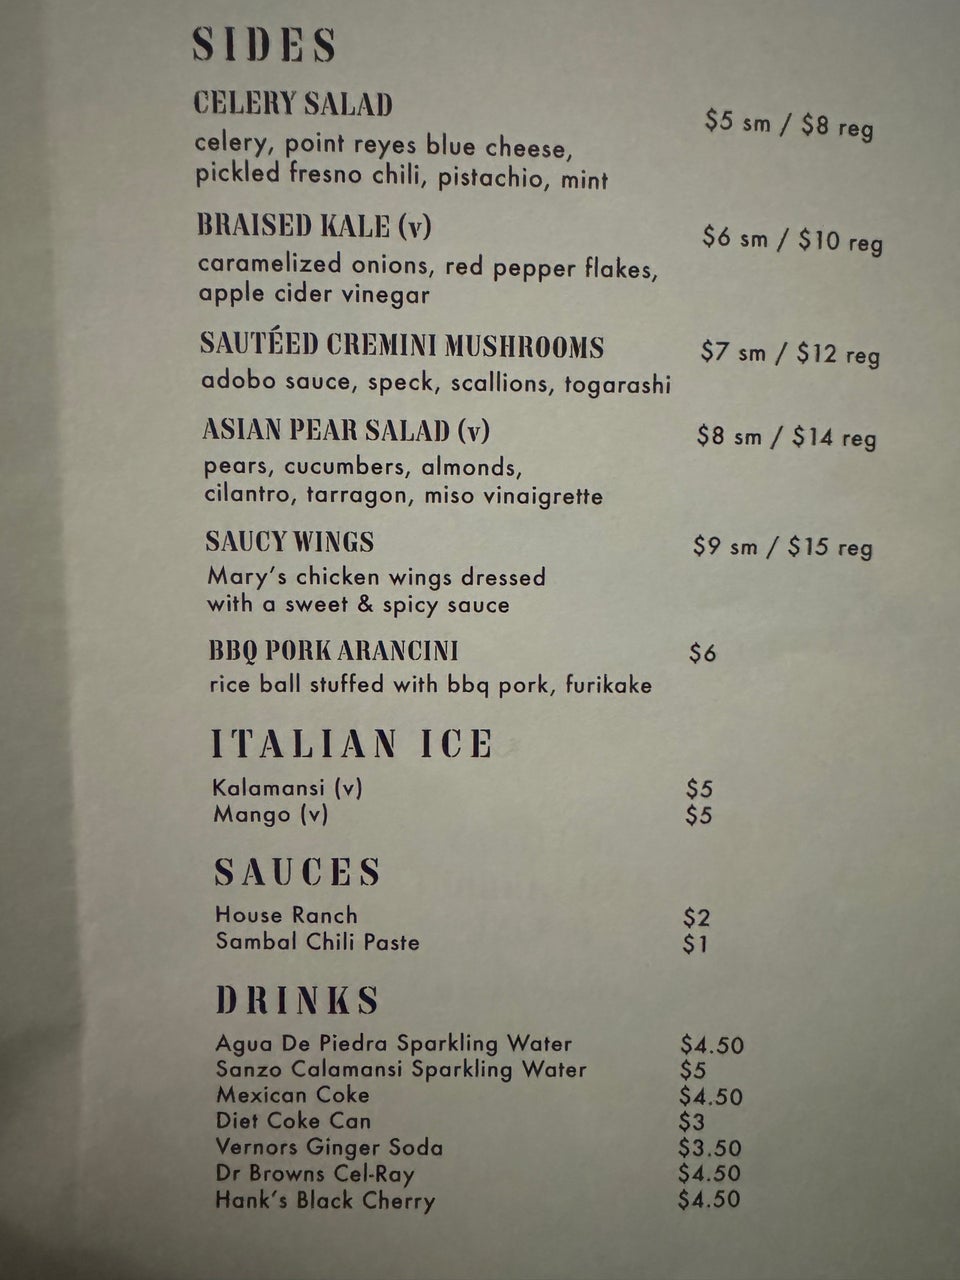 SIDES
CELERY SALAD $5 sm / $8 reg
celery, point reyes blue cheese,
pickled fresno chili, pistachio, mint
BRAISED KALE (v) $6 sm / $10 reg
caramelized onions, red pepper flakes,
apple cider vinegar
SAUTÉED CREMINI MUSHROOMS $7 sm / $12 reg
adobo sauce, speck, scallions, togarashi
ASIAN PEAR SALAD (v) $8 sm / $14 reg
pears, cucumbers, almonds,
cilantro, tarragon, miso vinaigrette
SAUCY WINGS $9 sm / $15 reg
Mary's chicken wings dressed
with a sweet & spicy sauce
BBQ PORK ARANCINI $6
rice ball stuffed with bbq pork, furikake
ITALIAN ICE
Kalamansi (v) $5
Mango (v) $5
SAUCES
House Ranch $2
Sambal Chili Paste $1
DRINKS
Agua De Piedra Sparkling Water $4.50
Sanzo Calamansi Sparkling Water $5
Mexican Coke $4.50
Diet Coke Can $3
Vernors Ginger Soda $3.50
Dr Browns Cel-Ray $4.50
Hank's Black Cherry $4.50